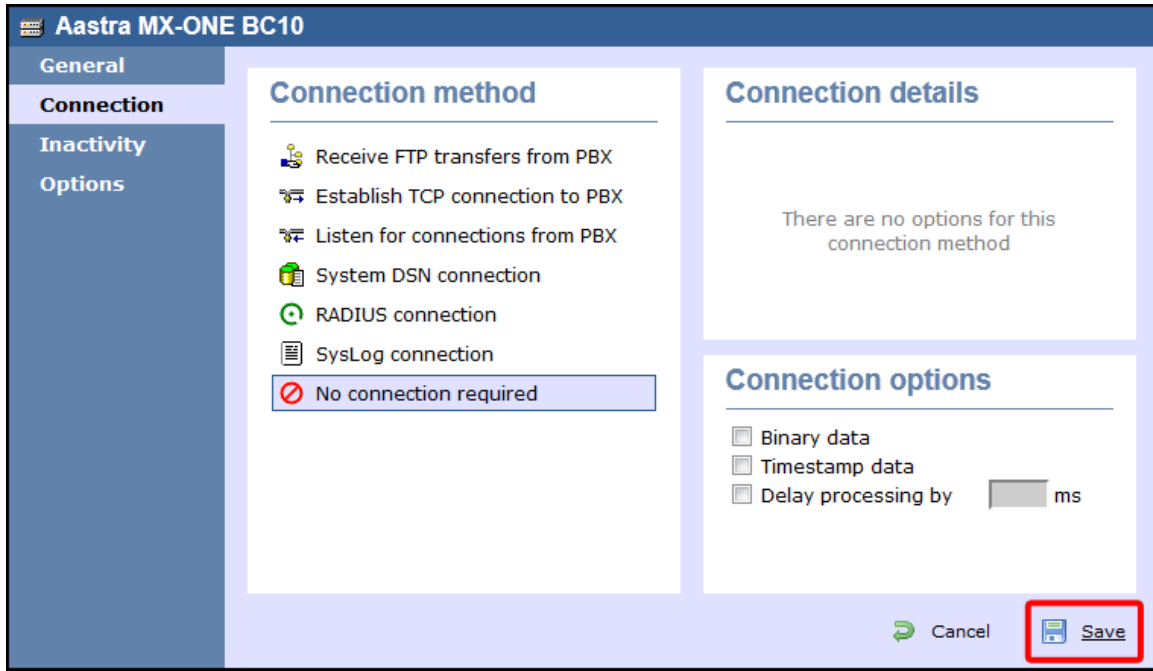 Aastra MX-ONE BC10
General
Connection
Inactivity
Options
Connection method
Receive FTP transfers from PBX
Establish TCP connection to PBX
Listen for connections from PBX
System DSN connection
RADIUS connection
SysLog connection
No connection required
Connection details
There are no options for this
connection method
Connection options
Binary data
Timestamp data
Delay processing by ms
Cancel Save